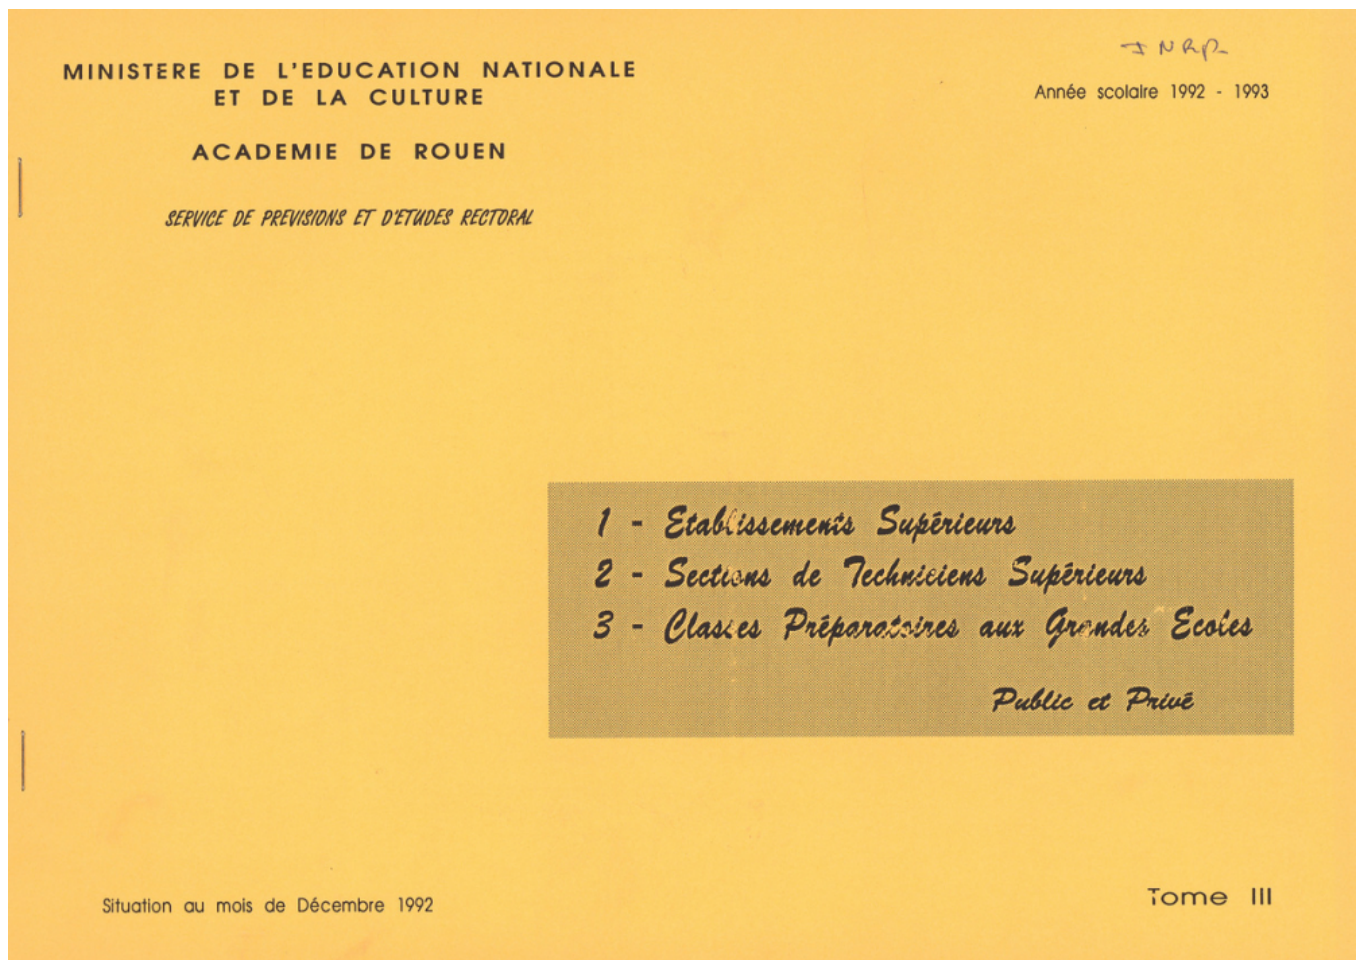 INRP
Année scolaire 1992 - 1993
MINISTERE DE L'EDUCATION NATIONALE
ET DE LA CULTURE
ACADEMIE DE ROUEN
SERVICE DE PREVISIONS ET D'ETUDES RECTORAL
1 - Etablissements Supérieurs
2 - Sections de Techniciens Supérieurs
3 - Classes Préparatoires aux Grandes Ecoles
Public et Privé
Situation au mois de Décembre 1992
Tome III